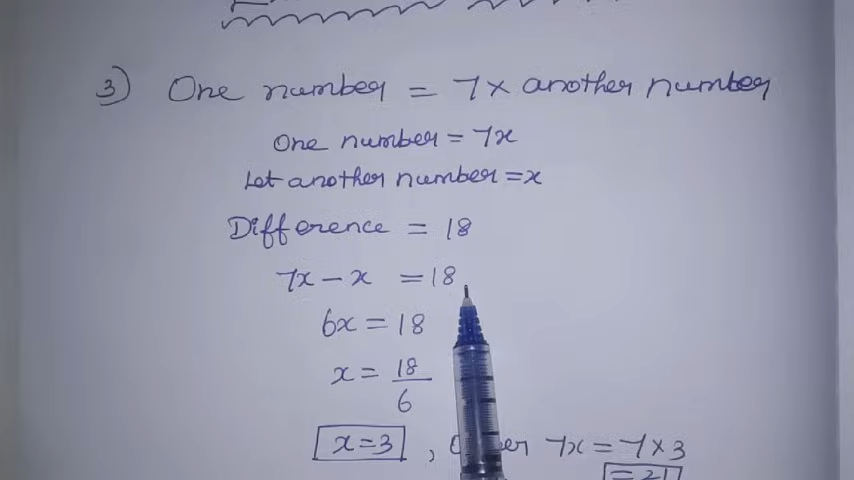 3) One number = 7x another number
One number = 7x
Let another number = x
Difference = 18
7x - x = 18
6x = 18
x = 18/6
x = 3, 7x = 7x3
= 21